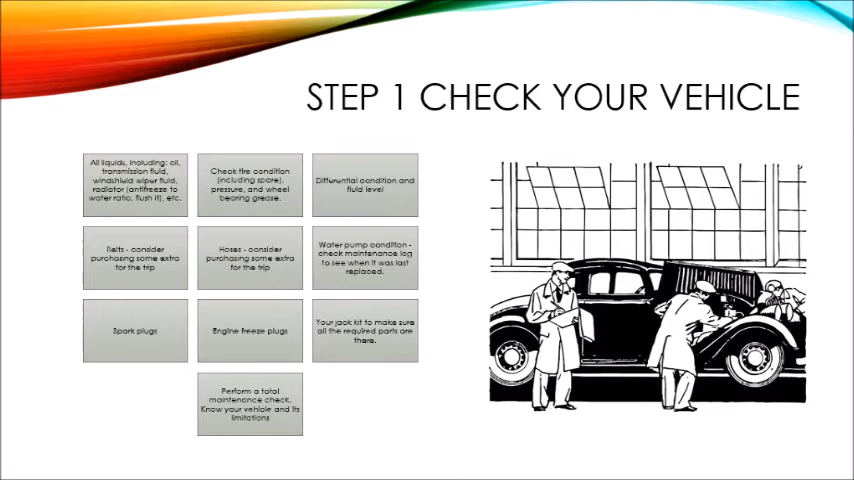 STEP 1 CHECK YOUR VEHICLE
All liquids, including: oil,
transmission fluid,
windshield wiper fluid,
radiator (antifreeze to
water ratio, flush it), etc.
Check tire condition
(including spare),
pressure, and wheel
bearing grease.
Differential condition and
fluid level
Belts - consider
purchasing some extra
for the trip
Hoses - consider
purchasing some extra
for the trip
Water pump condition -
check maintenance log
to see when it was last
replaced.
Spark plugs
Engine freeze plugs
Your jack kit to make sure
all the required parts are
there.
Perform a total
maintenance check.
Know your vehicle and its
limitations